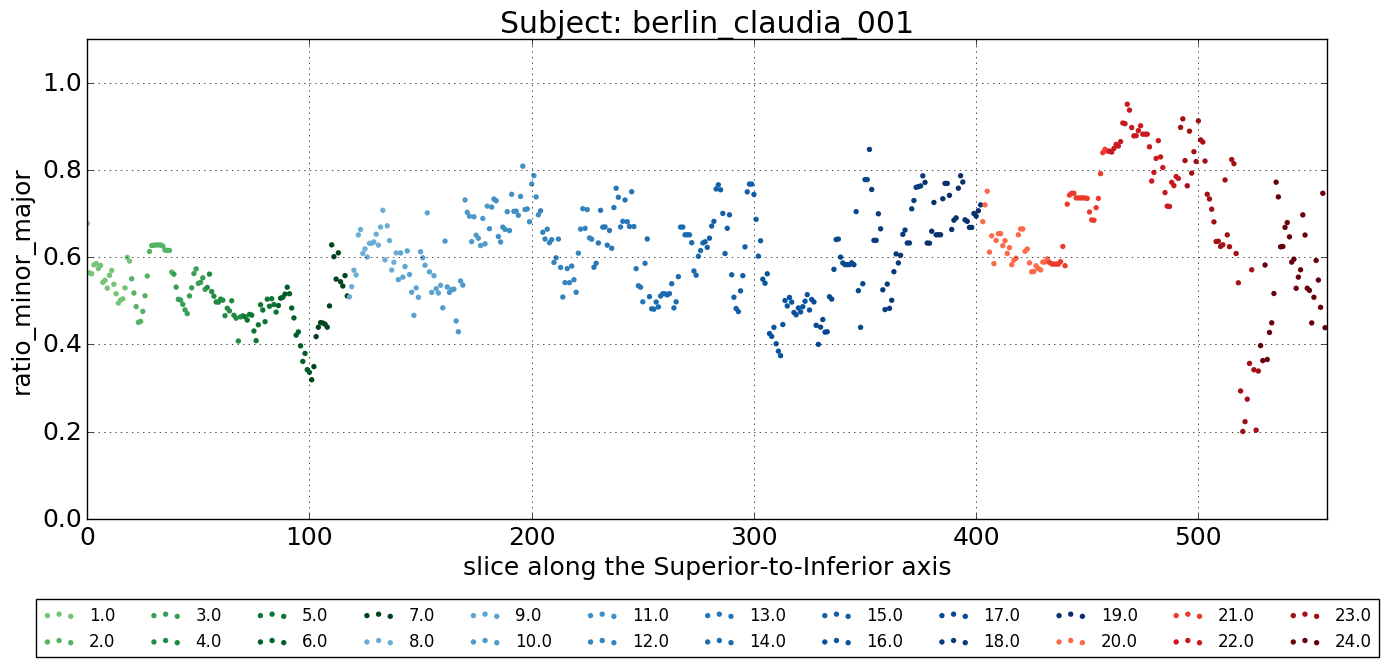 Subject: berlin_claudia_001
1.0
0.8
0.6
0.4
0.2
0.0
ratio_minor_major
0 100 200 300 400 500
slice along the Superior-to-Inferior axis
1.0 3.0 5.0 7.0 9.0 11.0 13.0 15.0 17.0 19.0 21.0 23.0
2.0 4.0 6.0 8.0 10.0 12.0 14.0 16.0 18.0 20.0 22.0 24.0